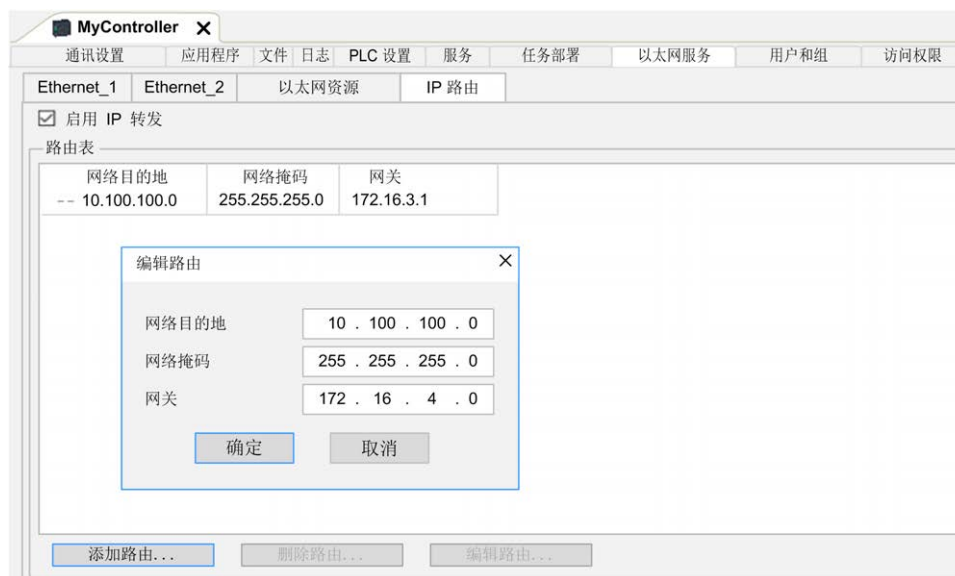 MyController X
通讯设置 应用程序 文件 日志 PLC 设置 服务 任务部署 以太网服务 用户和组 访问权限
Ethernet_1 Ethernet_2 以太网资源 IP 路由
启用 IP 转发
路由表
网络目的地 网络掩码 网关
10.100.100.0 255.255.255.0 172.16.3.1
编辑路由
网络目的地 10 . 100 . 100 . 0
网络掩码 255 . 255 . 255 . 0
网关 172 . 16 . 4 . 0
确定 取消
添加路由... 删除路由... 编辑路由...